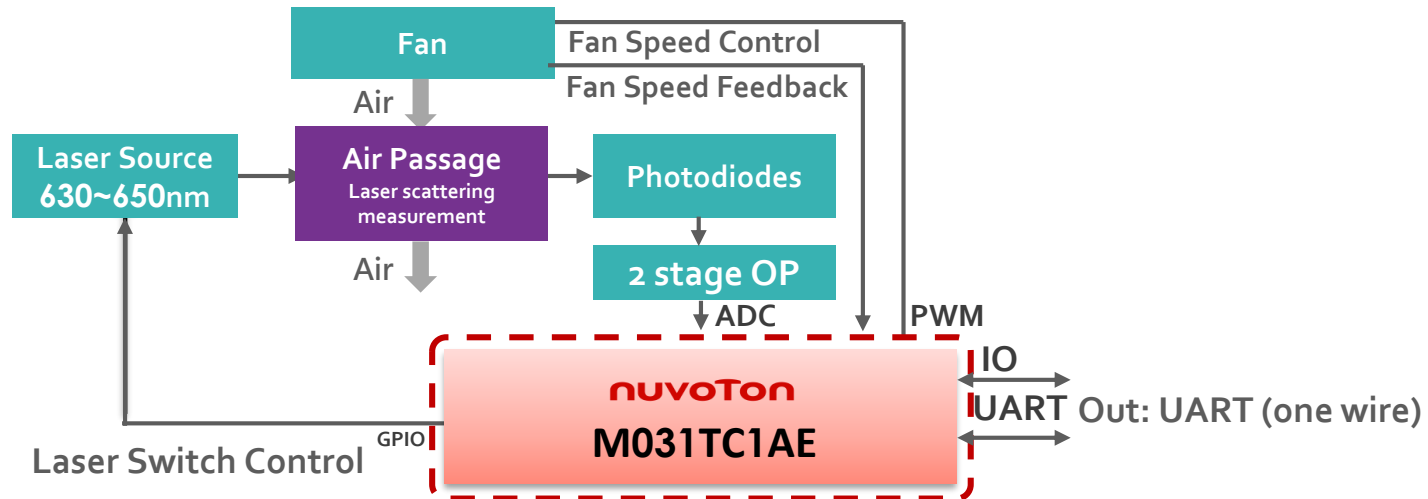 Fan
Fan Speed Control
Fan Speed Feedback
Air
Laser Source
630~650nm
Air Passage
Laser scattering
measurement
Photodiodes
Air
2 stage OP
ADC
PWM
IO
nuvoTon
M031TC1AE
UART
Out: UART (one wire)
GPIO
Laser Switch Control